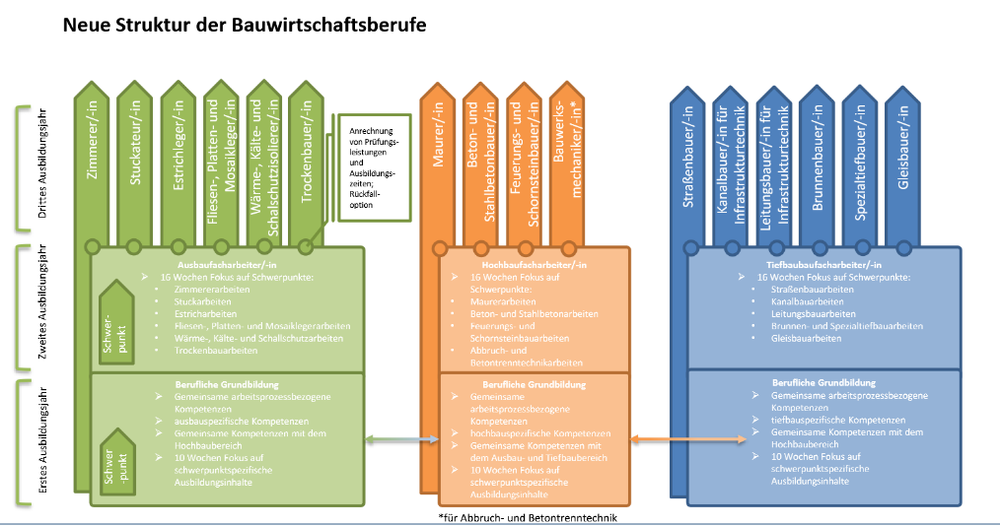 Neue Struktur der Bauwirtschaftsberufe
Drittes Ausbildungsjahr
Zweites Ausbildungsjahr
Erstes Ausbildungsjahr
Zimmerer/-in
Stuckateur/-in
Estrichleger/-in
Fliesen-, Platten- und
Mosaikleger/-in
Wärme-, Kälte- und
Schallschutzisolierer/-in
Trockenbauer/-in
Anrechnung
von Prüfungs-
leistungen
und
Ausbildungs-
zeiten;
Rückfall-
option
Maurer/-in
Beton- und
Stahlbetonbauer/-in
Feuerungs- und
Schornsteinbauer/-in
Bauwerks-
mechaniker/-in*
Straßenbauer/-in
Kanalbauer/-in für
Infrastrukturtechnik
Leitungsbauer/-in für
Infrastrukturtechnik
Brunnenbauer/-in
Spezialtiefbauer/-in
Gleisbauer/-in
Ausbaufacharbeiter/-in
16 Wochen Fokus auf Schwerpunkte:
Zimmererarbeiten
Stuckarbeiten
Estricharbeiten
Fliesen-, Platten- und Mosaiklegerarbeiten
Wärme-, Kälte- und Schallschutzarbeiten
Trockenbauarbeiten
Schwer-
punkt
Berufliche Grundbildung
Gemeinsame arbeitsprozessbezogene
Kompetenzen
ausbauspezifische Kompetenzen
Gemeinsame Kompetenzen mit dem
Hochbaubereich
10 Wochen Fokus auf
schwerpunktspezifische
Ausbildungsinhalte
Schwer
-punkt
Hochbaufacharbeiter/-in
16 Wochen Fokus auf
Schwerpunkte:
Maurerarbeiten
Beton- und Stahlbetonarbeiten
Feuerungs- und
Schornsteinbauarbeiten
Abbruch- und
Betontrenntechnikarbeiten
Berufliche Grundbildung
Gemeinsame
arbeitsprozessbezogene
Kompetenzen
hochbauspezifische Kompetenzen
Gemeinsame Kompetenzen mit
dem Ausbau- und Tiefbaubereich
10 Wochen Fokus auf
schwerpunktspezifische
Ausbildungsinhalte
Tiefbaubaufacharbeiter/-in
16 Wochen Fokus auf Schwerpunkte:
Straßenbauarbeiten
Kanalbauarbeiten
Leitungsbauarbeiten
Brunnen- und Spezialtiefbauarbeiten
Gleisbauarbeiten
Berufliche Grundbildung
Gemeinsame arbeitsprozessbezogene
Kompetenzen
tiefbauspezifische Kompetenzen
Gemeinsame Kompetenzen mit dem
Hochbaubereich
10 Wochen Fokus auf
schwerpunktspezifische
Ausbildungsinhalte
*für Abbruch- und Betontrenntechnik